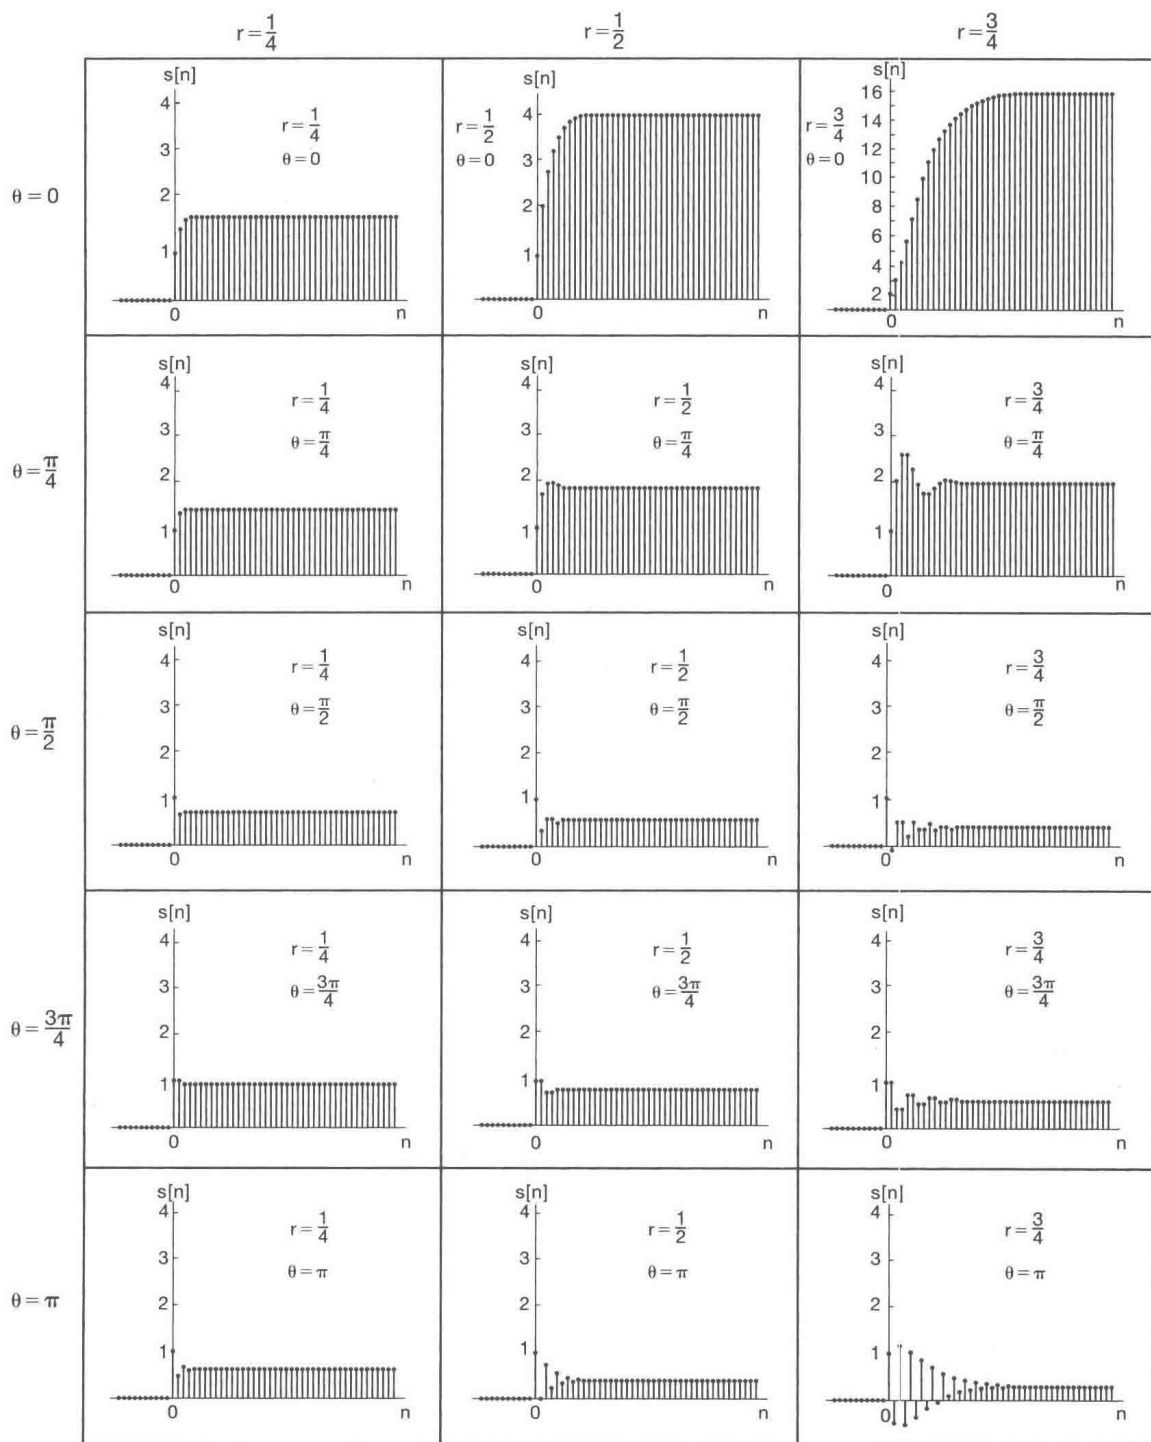 r = 1/4 r = 1/2 r = 3/4
θ = 0
s[n]
4
3
2
1
0
n
r = 1/4
θ = 0
s[n]
4
3
2
1
0
n
r = 1/2
θ = 0
s[n]
16
14
12
10
8
6
4
2
0
n
r = 3/4
θ = 0
θ = π/4
s[n]
4
3
2
1
0
n
r = 1/4
θ = π/4
s[n]
4
3
2
1
0
n
r = 1/2
θ = π/4
s[n]
4
3
2
1
0
n
r = 3/4
θ = π/4
θ = π/2
s[n]
4
3
2
1
0
n
r = 1/4
θ = π/2
s[n]
4
3
2
1
0
n
r = 1/2
θ = π/2
s[n]
4
3
2
1
0
n
r = 3/4
θ = π/2
θ = 3π/4
s[n]
4
3
2
1
0
n
r = 1/4
θ = 3π/4
s[n]
4
3
2
1
0
n
r = 1/2
θ = 3π/4
s[n]
4
3
2
1
0
n
r = 3/4
θ = 3π/4
θ = π
s[n]
4
3
2
1
0
n
r = 1/4
θ = π
s[n]
4
3
2
1
0
n
r = 1/2
θ = π
s[n]
4
3
2
1
0
n
r = 3/4
θ = π